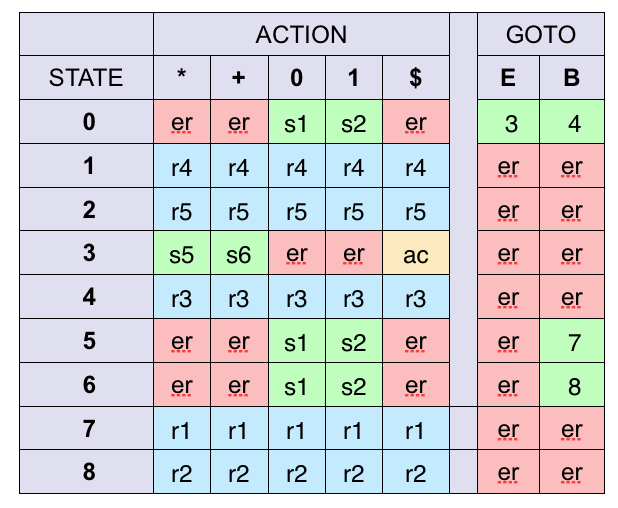 ACTION GOTO
STATE * + 0 1 $ E B
0 er er s1 s2 er 3 4
1 r4 r4 r4 r4 r4 er er
2 r5 r5 r5 r5 r5 er er
3 s5 s6 er er ac er er
4 r3 r3 r3 r3 r3 er er
5 er er s1 s2 er er 7
6 er er s1 s2 er er 8
7 r1 r1 r1 r1 r1 er er
8 r2 r2 r2 r2 r2 er er